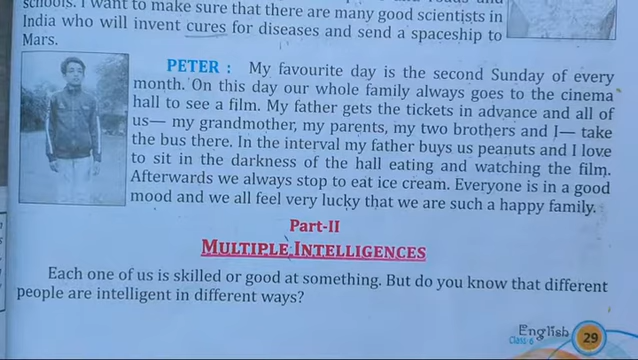 schools. I want to make sure that there are many good scientists in
India who will invent cures for diseases and send a spaceship to
Mars.
PETER : My favourite day is the second Sunday of every
month. On this day our whole family always goes to the cinema
hall to see a film. My father gets the tickets in advance and all of
us— my grandmother, my parents, my two brothers and I— take
the bus there. In the interval my father buys us peanuts and I love
to sit in the darkness of the hall eating and watching the film.
Afterwards we always stop to eat ice cream. Everyone is in a good
mood and we all feel very lucky that we are such a happy family.
Part-II
MULTIPLE INTELLIGENCES
Each one of us is skilled or good at something. But do you know that different
people are intelligent in different ways?
English
Class-6
29